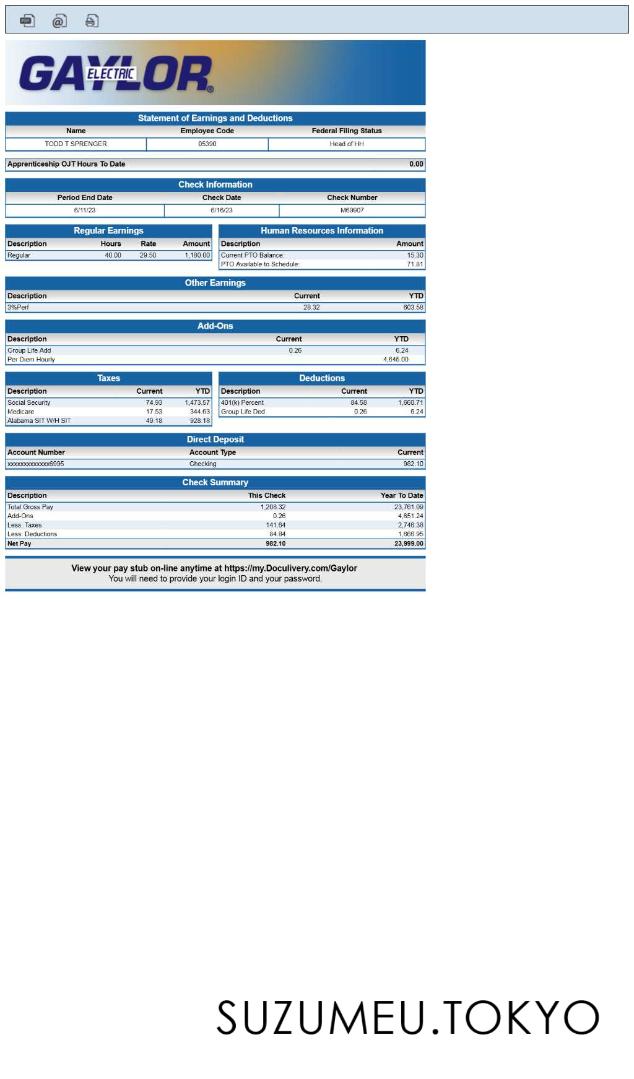 GAYLOR
ELECTRIC
Statement of Earnings and Deductions
Name Employee Code Federal Filing Status
TODD T SPRENGER 05390 Head of HH
Apprenticeship OJT Hours To Date 0.00
Check Information
Period End Date Check Date Check Number
6/11/23 6/16/23 M69907
Regular Earnings
Description Hours Rate Amount
Regular 40.00 29.50 1,180.00
Human Resources Information
Description Amount
Current PTO Balance: 15.30
PTO Available to Schedule: 71.81
Other Earnings
Description Current YTD
3%Perf 28.32 603.58
Add-Ons
Description Current YTD
Group Life Add 0.26 6.24
Per Diem Hourly 4,645.00
Taxes
Description Current YTD
Social Security 74.93 1,473.57
Medicare 17.53 344.63
Alabama SIT W/H SIT 49.18 928.18
Deductions
Description Current YTD
401(k) Percent 84.58 1,660.71
Group Life Ded 0.26 6.24
Direct Deposit
Account Number Account Type Current
xxxxxxxxxxxxx6995 Checking 982.10
Check Summary
Description This Check Year To Date
Total Gross Pay 1,208.32 23,761.09
Add-Ons 0.26 4,651.24
Less: Taxes 141.64 2,746.38
Less: Deductions 84.84 1,666.95
Net Pay 982.10 23,999.00
View your pay stub on-line anytime at https://my.Doculivery.com/Gaylor
You will need to provide your login ID and your password.
SUZUMEU.TOKYO